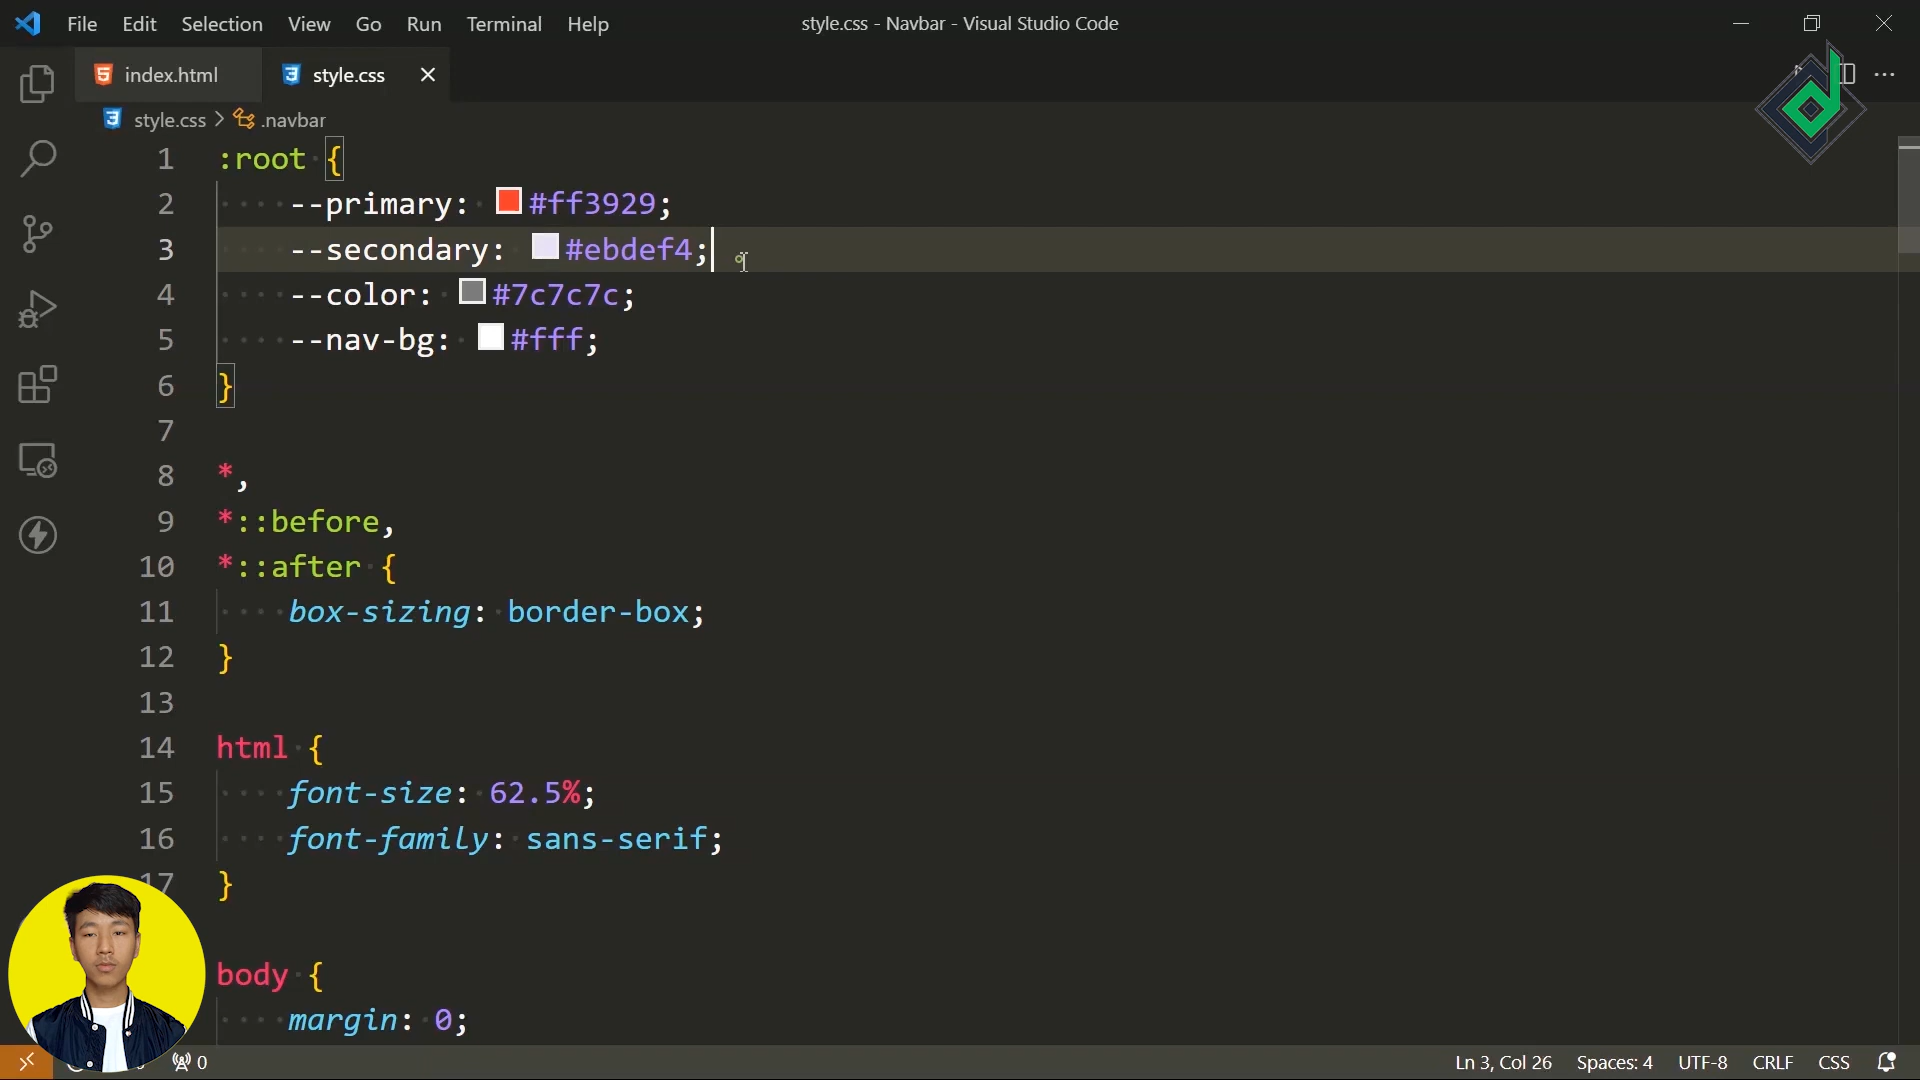 File Edit Selection View Go Run Terminal Help style.css - Navbar - Visual Studio Code
index.html style.css
style.css > .navbar
1 :root {
2 --primary: #ff3929;
3 --secondary: #ebdef4;
4 --color: #7c7c7c;
5 --nav-bg: #fff;
6 }
7
8 *,
9 *::before,
10 *::after {
11 box-sizing: border-box;
12 }
13
14 html {
15 font-size: 62.5%;
16 font-family: sans-serif;
17 }
body {
margin: 0;
0 Ln 3, Col 26 Spaces: 4 UTF-8 CRLF CSS